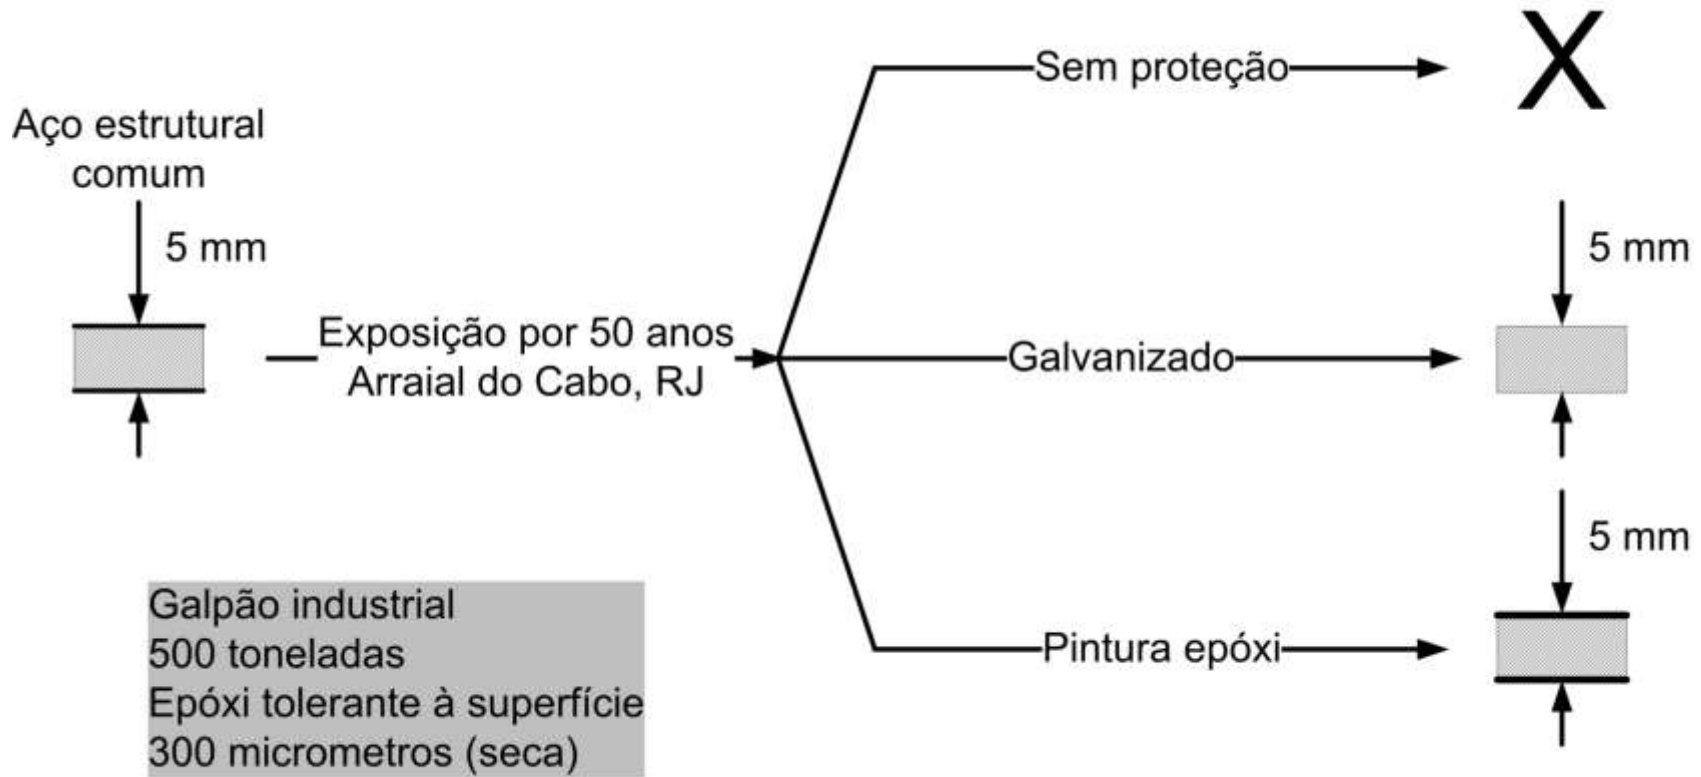 Aço estrutural
comum
5 mm
Exposição por 50 anos
Arraial do Cabo, RJ
Sem proteção
X
Galvanizado
5 mm
Pintura epóxi
5 mm
Galpão industrial
500 toneladas
Epóxi tolerante à superfície
300 micrometros (seca)